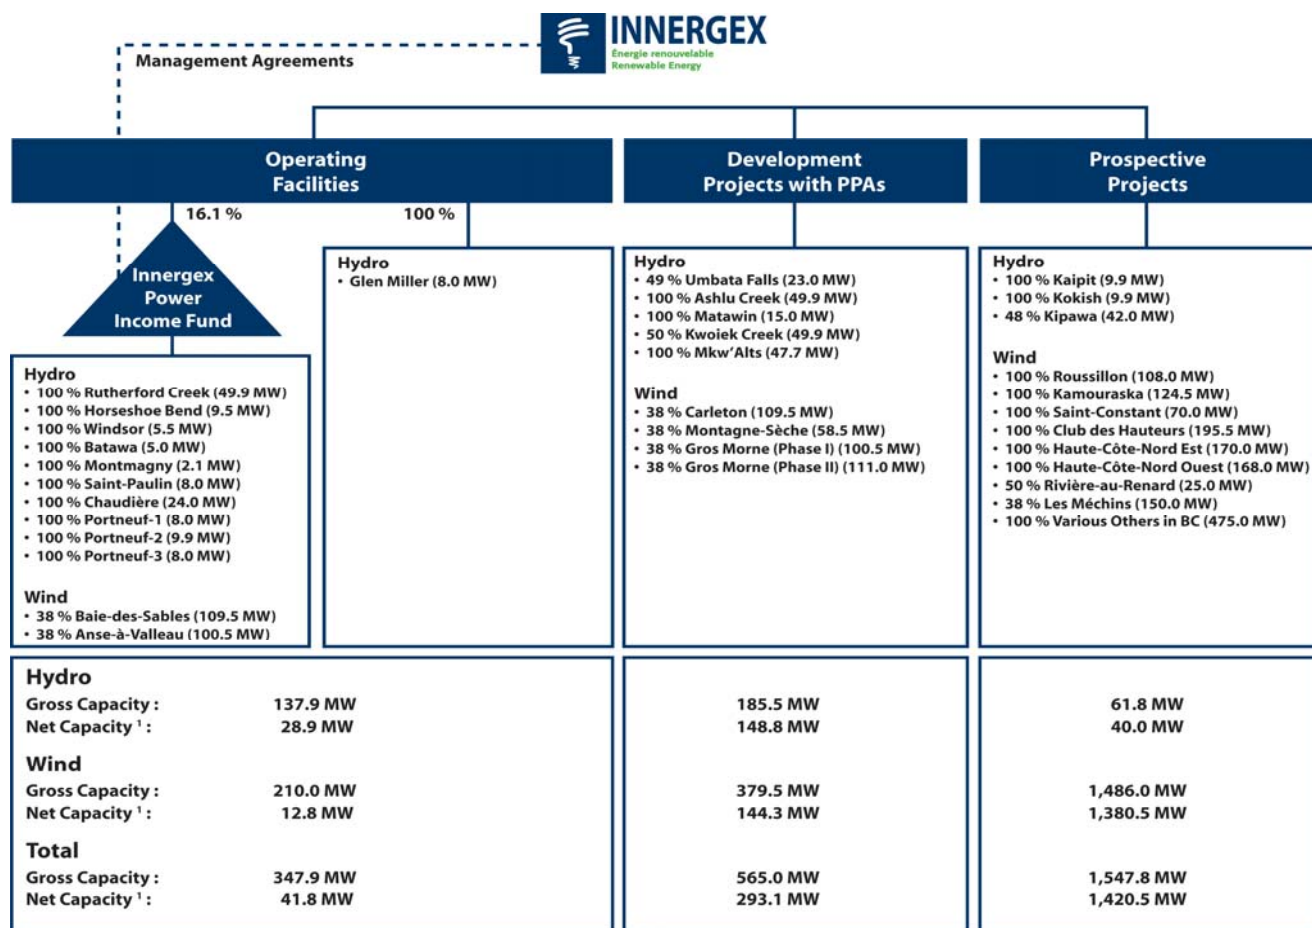 INNERGEX
Énergie renouvelable
Renewable Energy
Management Agreements
Operating
Facilities
Development
Projects with PPAs
Prospective
Projects
16.1 %
100 %
Innergex
Power
Income Fund
Hydro
• 100 % Rutherford Creek (49.9 MW)
• 100 % Horseshoe Bend (9.5 MW)
• 100 % Windsor (5.5 MW)
• 100 % Batawa (5.0 MW)
• 100 % Montmagny (2.1 MW)
• 100 % Saint-Paulin (8.0 MW)
• 100 % Chaudière (24.0 MW)
• 100 % Portneuf-1 (8.0 MW)
• 100 % Portneuf-2 (9.9 MW)
• 100 % Portneuf-3 (8.0 MW)
Wind
• 38 % Baie-des-Sables (109.5 MW)
• 38 % Anse-à-Valleau (100.5 MW)
Hydro
• Glen Miller (8.0 MW)
Hydro
• 49 % Umbata Falls (23.0 MW)
• 100 % Ashlu Creek (49.9 MW)
• 100 % Matawin (15.0 MW)
• 50 % Kwoiek Creek (49.9 MW)
• 100 % Mkw'Alts (47.7 MW)
Wind
• 38 % Carleton (109.5 MW)
• 38 % Montagne-Sèche (58.5 MW)
• 38 % Gros Morne (Phase I) (100.5 MW)
• 38 % Gros Morne (Phase II) (111.0 MW)
Hydro
• 100 % Kaipit (9.9 MW)
• 100 % Kokish (9.9 MW)
• 48 % Kipawa (42.0 MW)
Wind
• 100 % Roussillon (108.0 MW)
• 100 % Kamouraska (124.5 MW)
• 100 % Saint-Constant (70.0 MW)
• 100 % Club des Hauteurs (195.5 MW)
• 100 % Haute-Côte-Nord Est (170.0 MW)
• 100 % Haute-Côte-Nord Ouest (168.0 MW)
• 50 % Rivière-au-Renard (25.0 MW)
• 38 % Les Méchins (150.0 MW)
• 100 % Various Others in BC (475.0 MW)
Hydro
Gross Capacity : 137.9 MW 185.5 MW 61.8 MW
Net Capacity ¹ : 28.9 MW 148.8 MW 40.0 MW
Wind
Gross Capacity : 210.0 MW 379.5 MW 1,486.0 MW
Net Capacity ¹ : 12.8 MW 144.3 MW 1,380.5 MW
Total
Gross Capacity : 347.9 MW 565.0 MW 1,547.8 MW
Net Capacity ¹ : 41.8 MW 293.1 MW 1,420.5 MW